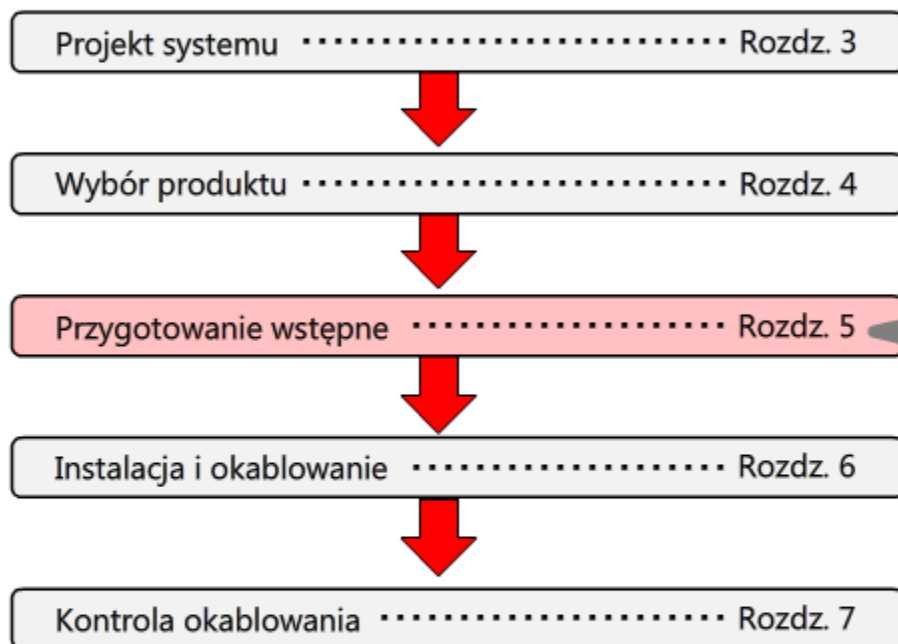 Projekt systemu ........................... Rozdz. 3
Wybór produktu ............................ Rozdz. 4
Przygotowanie wstępne .................... Rozdz. 5
Instalacja i okablowanie .................... Rozdz. 6
Kontrola okablowania ...................... Rozdz. 7